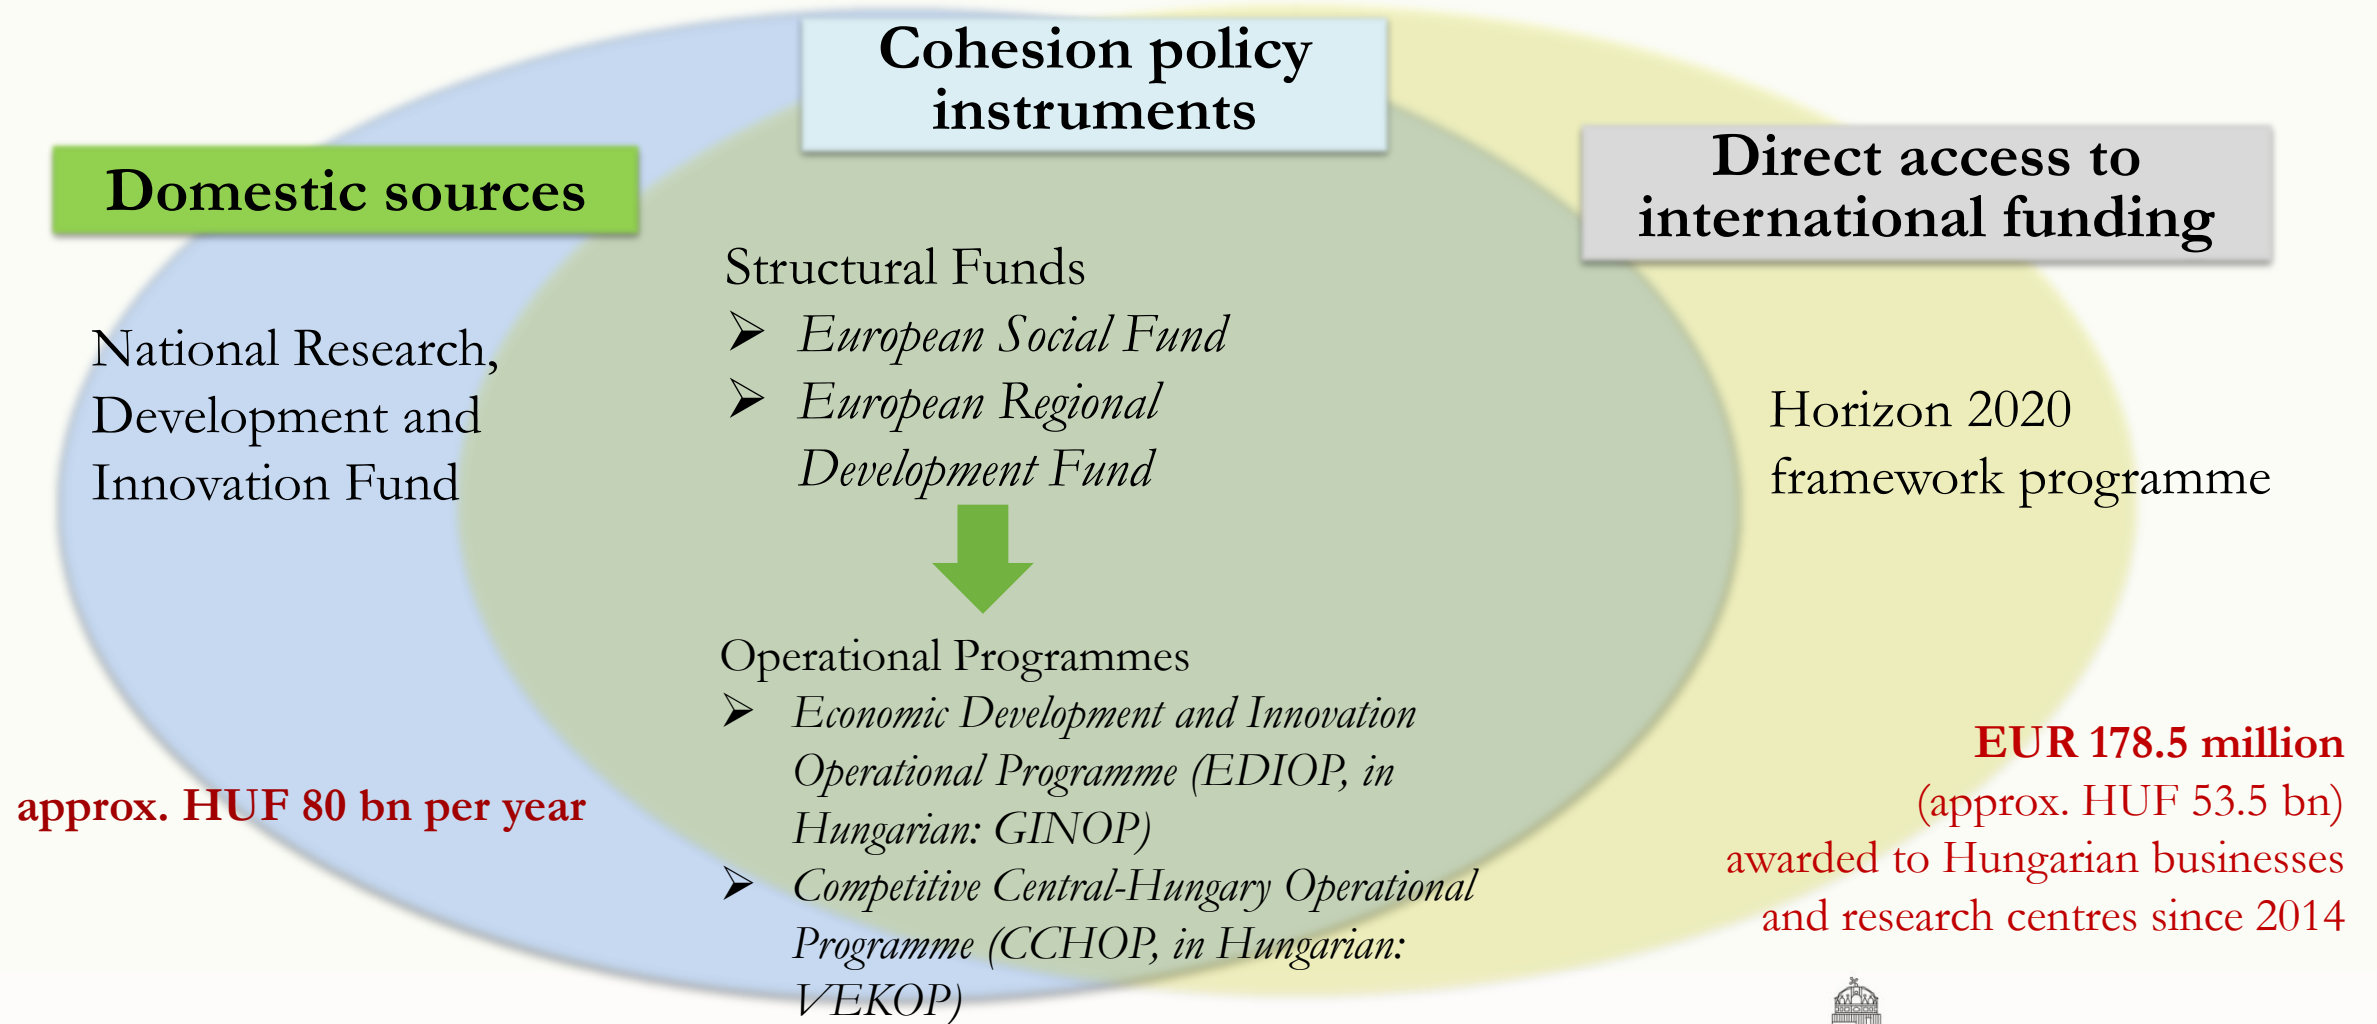 Cohesion policy
instruments
Domestic sources
Direct access to
international funding
National Research,
Development and
Innovation Fund
approx. HUF 80 bn per year
Structural Funds
➢ European Social Fund
➢ European Regional
Development Fund
Operational Programmes
➢ Economic Development and Innovation
Operational Programme (EDIOP, in
Hungarian: GINOP)
➢ Competitive Central-Hungary Operational
Programme (CCHOP, in Hungarian:
VEKOP)
Horizon 2020
framework programme
EUR 178.5 million
(approx. HUF 53.5 bn)
awarded to Hungarian businesses
and research centres since 2014